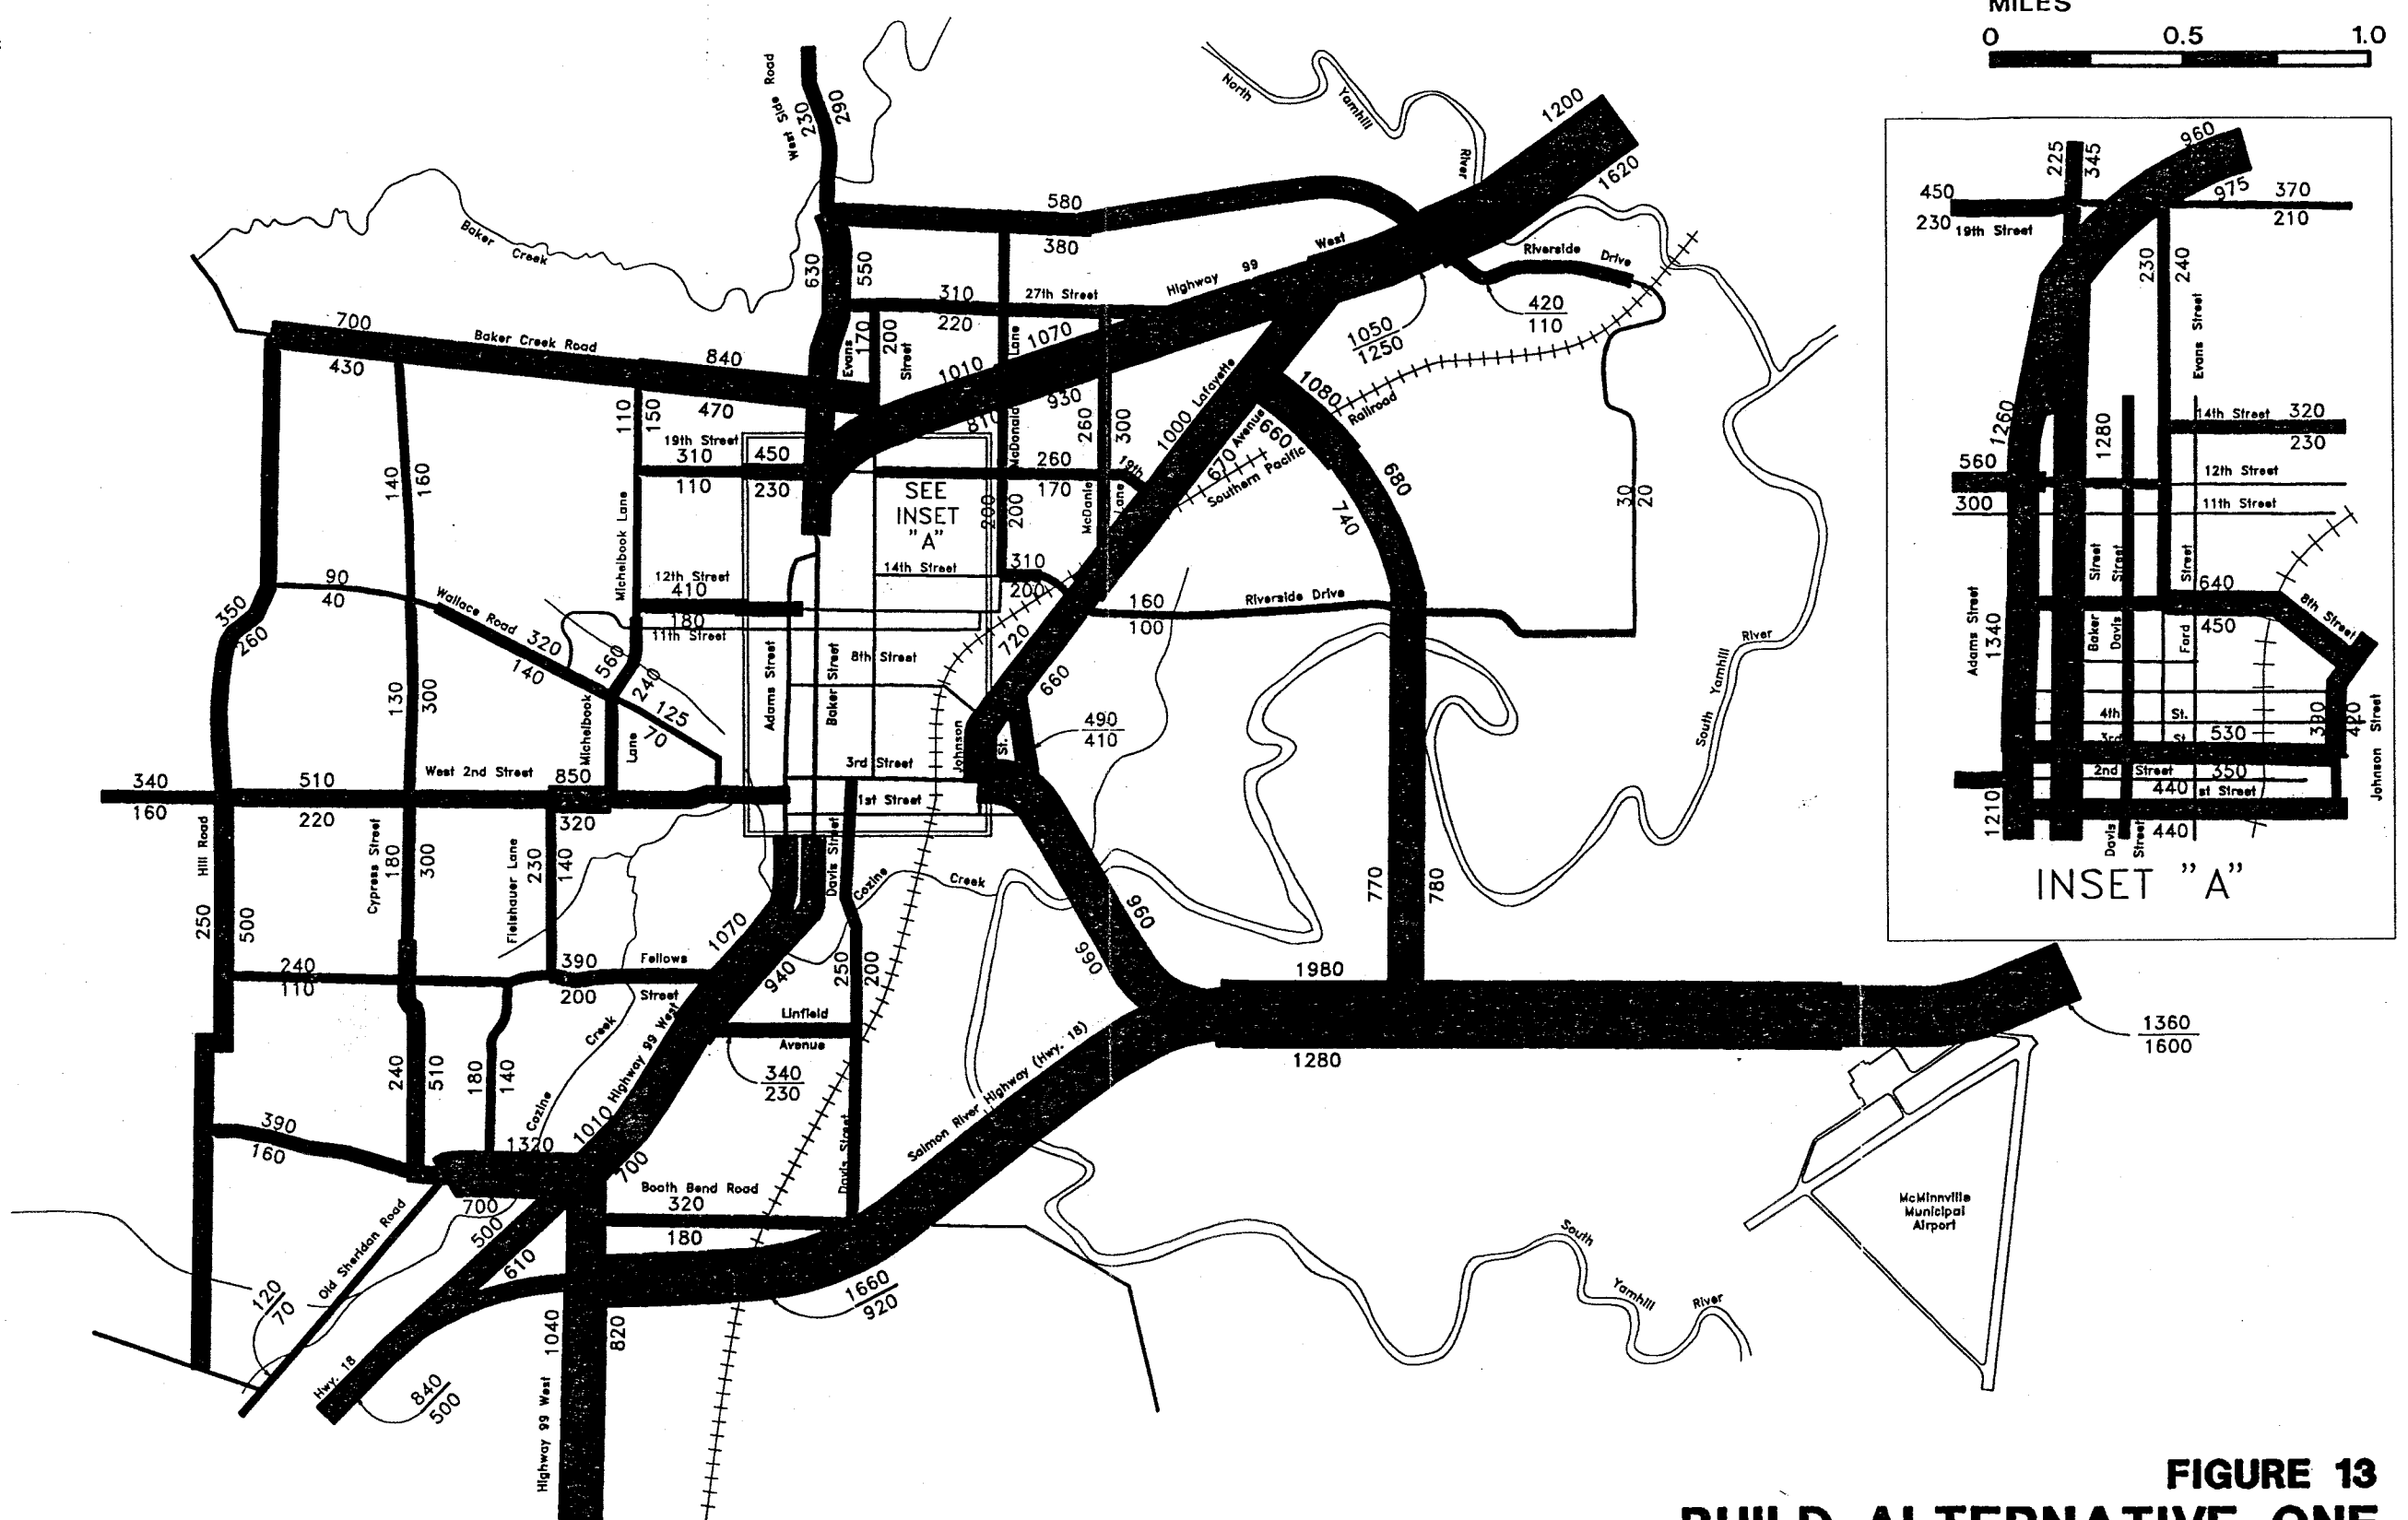 MILES
0 0.5 1.0
West Side Road
230
290
North Yamhill River
1200
1620
580
380
Baker Creek
630
550
310
27th Street
220
Highway 99 West
Riverside Drive
420
110
1050
1250
700
Baker Creek Road
430
840
470
Evans Street
170
200
1010
1070
930
810
McDonald Lane
110
150
19th Street
310
110
450
230
260
170
19th
260
300
McDaniel Lane
1000
Lafayette Avenue
670
660
1080
Railroad
Southern Pacific
680
740
30
20
140
160
SEE
INSET
"A"
200
200
Michelbook Lane
12th Street
410
180
11th Street
14th Street
310
200
90
40
Wallace Road
320
140
560
240
125
70
350
260
160
100
Riverside Drive
720
660
490
410
130
300
Michelbook Lane
Adams Street
Baker Street
8th Street
3rd Street
1st Street
Johnson St.
340
160
510
220
West 2nd Street
850
320
South Yamhill River
Hill Road
Cypress Street
180
300
Fleishauer Lane
230
140
Davis Street
Cozine Creek
250
500
240
110
390
200
Fellows Street
1070
940
250
200
960
990
770
780
1980
1280
1360
1600
Linfield Avenue
340
230
240
510
180
140
Cozine Creek
1010
Highway 99 West
700
390
160
1320
700
Davis Street
Salmon River Highway (Hwy. 18)
Booth Bend Road
320
180
500
610
Old Sheridan Road
120
70
1660
920
Hwy. 18
840
500
1040
820
Highway 99 West
South Yamhill River
McMinnville
Municipal
Airport
225
345
960
975
450
230
19th Street
370
210
230
240
Evans Street
1260
1280
14th Street
320
230
560
300
12th Street
11th Street
Adams Street
1340
Baker Street
Davis Street
Ford Street
640
450
8th Street
4th St.
3rd St.
530
390
420
Johnson Street
2nd Street
350
440
st Street
1210
Davis Street
440
INSET "A"
FIGURE 13
BUILD ALTERNATIVE ONE